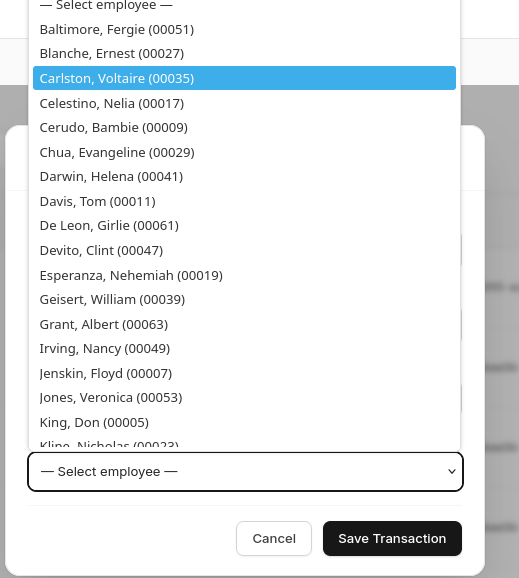 — Select employee —
Baltimore, Fergie (00051)
Blanche, Ernest (00027)
Carlston, Voltaire (00035)
Celestino, Nelia (00017)
Cerudo, Bambie (00009)
Chua, Evangeline (00029)
Darwin, Helena (00041)
Davis, Tom (00011)
De Leon, Girlie (00061)
Devito, Clint (00047)
Esperanza, Nehemiah (00019)
Geisert, William (00039)
Grant, Albert (00063)
Irving, Nancy (00049)
Jenskin, Floyd (00007)
Jones, Veronica (00053)
King, Don (00005)
Kline, Nicholas (00023)
— Select employee —
Cancel
Save Transaction